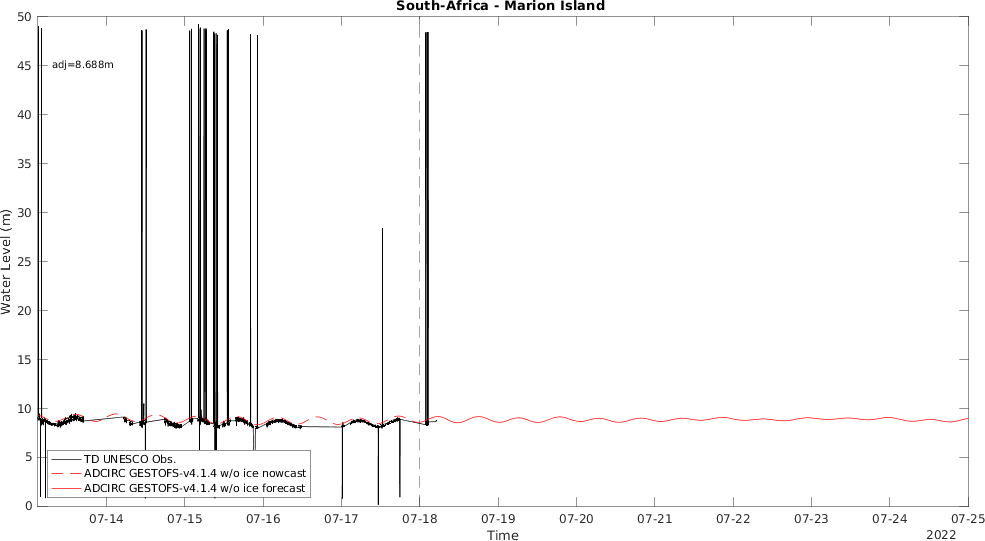 South-Africa - Marion Island
50
45
40
35
30
25
20
15
10
5
0
Water Level (m)
adj=8.688m
TD UNESCO Obs.
ADCIRC GESTOFS-v4.1.4 w/o ice nowcast
ADCIRC GESTOFS-v4.1.4 w/o ice forecast
07-14 07-15 07-16 07-17 07-18 07-19 07-20 07-21 07-22 07-23 07-24 07-25
Time
2022